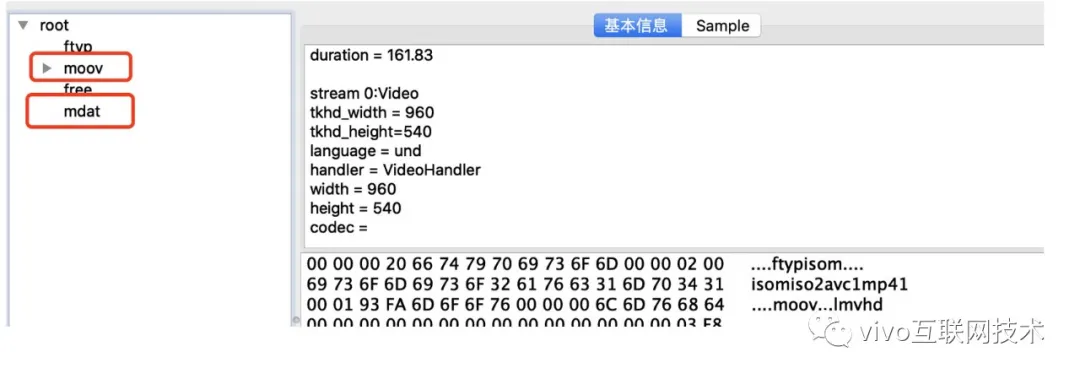 root
ftyp
moov
free
mdat
基本信息 Sample
duration = 161.83
stream 0:Video
tkhd_width = 960
tkhd_height=540
language = und
handler = VideoHandler
width = 960
height = 540
codec =
00 00 00 20 66 74 79 70 69 73 6F 6D 00 00 02 00 ....ftypisom....
69 73 6F 6D 69 73 6F 32 61 76 63 31 6D 70 34 31 isomiso2avc1mp41
00 01 93 FA 6D 6F 6F 76 00 00 00 6C 6D 76 68 64 ....moov...lmvhd
00 00 00 00 00 00 00 00 00 00 00 00 00 00 03 E8
vivo互联网技术